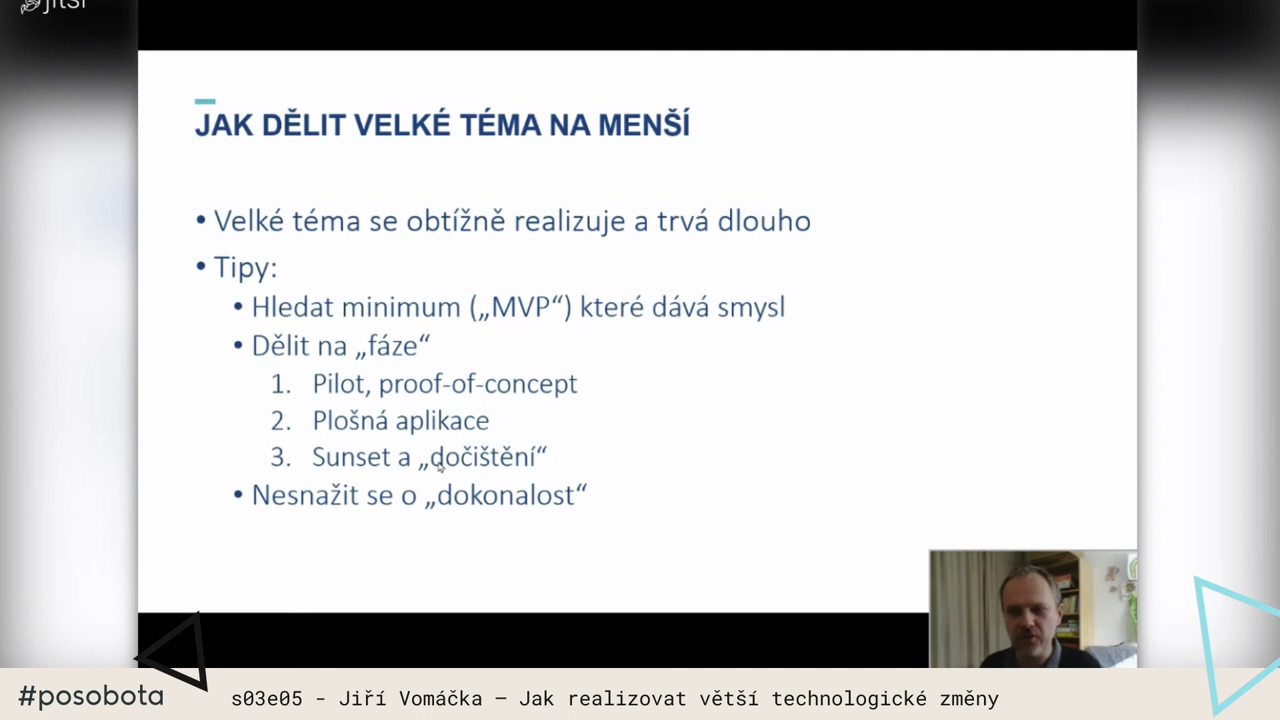 jitsi
JAK DĚLIT VELKÉ TÉMA NA MENŠÍ
• Velké téma se obtížně realizuje a trvá dlouho
• Tipy:
• Hledat minimum („MVP“) které dává smysl
• Dělit na „fáze“
1. Pilot, proof-of-concept
2. Plošná aplikace
3. Sunset a „dočištění“
• Nesnažit se o „dokonalost“
#posobota
s03e05 - Jiří Vomáčka – Jak realizovat větší technologické změny